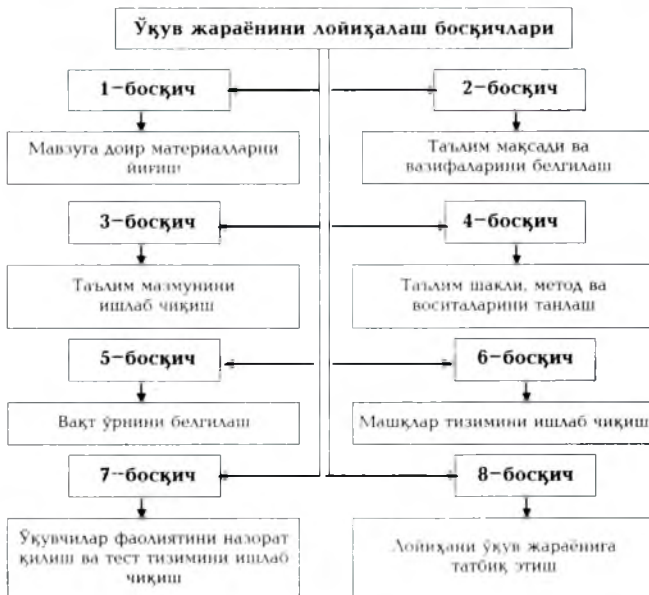 Ўқув жараёнини лойиҳалаш босқичлари
1-босқич
2-босқич
Мавзуга доир материалларни
йиғиш
Таълим мақсади ва
вазифаларини белгилаш
3-босқич
4-босқич
Таълим мазмунини
ишлаб чиқиш
Таълим шакли, метод ва
воситаларини танлаш
5-босқич
6-босқич
Вақт ўрнини белгилаш
Машқлар тизимини ишлаб чиқиш
7-босқич
8-босқич
Ўқувчилар фаолиятини назорат
қилиш ва тест тизимини ишлаб
чиқиш
Лойиҳани ўқув жараёнига
татбиқ этиш